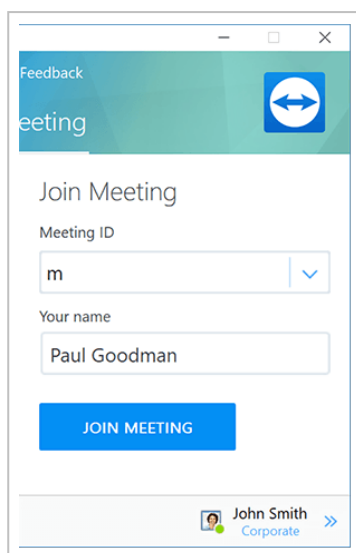 Feedback
eeting
Join Meeting
Meeting ID
m
Your name
Paul Goodman
JOIN MEETING
John Smith
Corporate